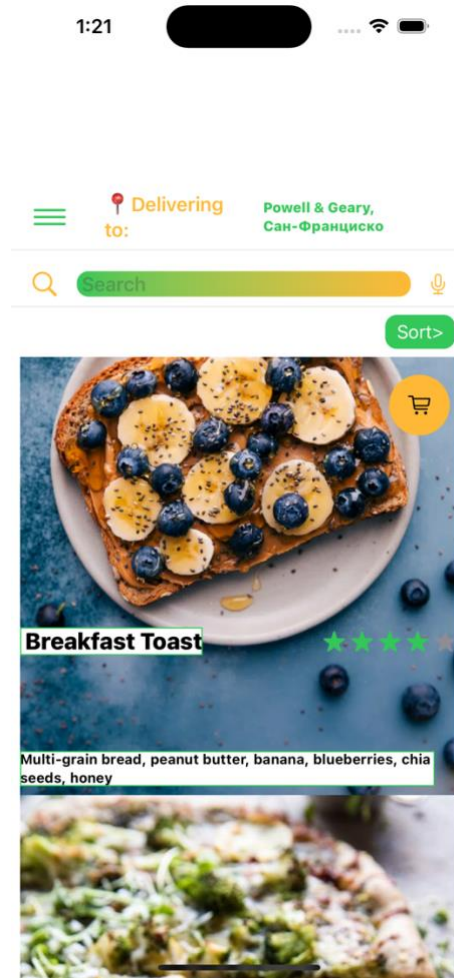 1:21
📍 Delivering
to:
Powell & Geary,
Сан-Франциско
Search
Sort>
Breakfast Toast
Multi-grain bread, peanut butter, banana, blueberries, chia
seeds, honey